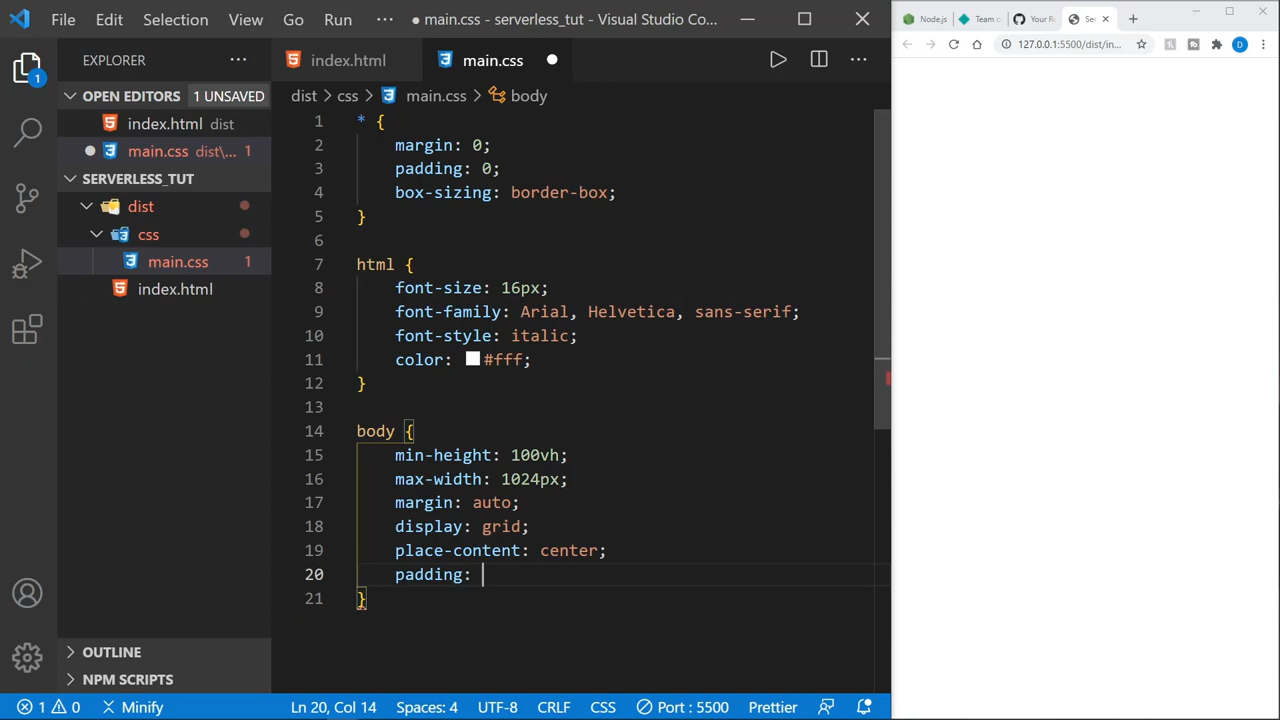 File Edit Selection View Go Run ··· ● main.css - serverless_tut - Visual Studio Co...
EXPLORER ···
OPEN EDITORS 1 UNSAVED
index.html dist
main.css dist\... 1
SERVERLESS_TUT
dist
css
main.css 1
index.html
OUTLINE
NPM SCRIPTS
index.html main.css
dist > css > main.css > body
1 * {
2 margin: 0;
3 padding: 0;
4 box-sizing: border-box;
5 }
6
7 html {
8 font-size: 16px;
9 font-family: Arial, Helvetica, sans-serif;
10 font-style: italic;
11 color: #fff;
12 }
13
14 body {
15 min-height: 100vh;
16 max-width: 1024px;
17 margin: auto;
18 display: grid;
19 place-content: center;
20 padding:
21 }
1
1 0 Minify Ln 20, Col 14 Spaces: 4 UTF-8 CRLF CSS Port : 5500 Prettier
Node.js Team o Your Re Ser
127.0.0.1:5500/dist/in... D